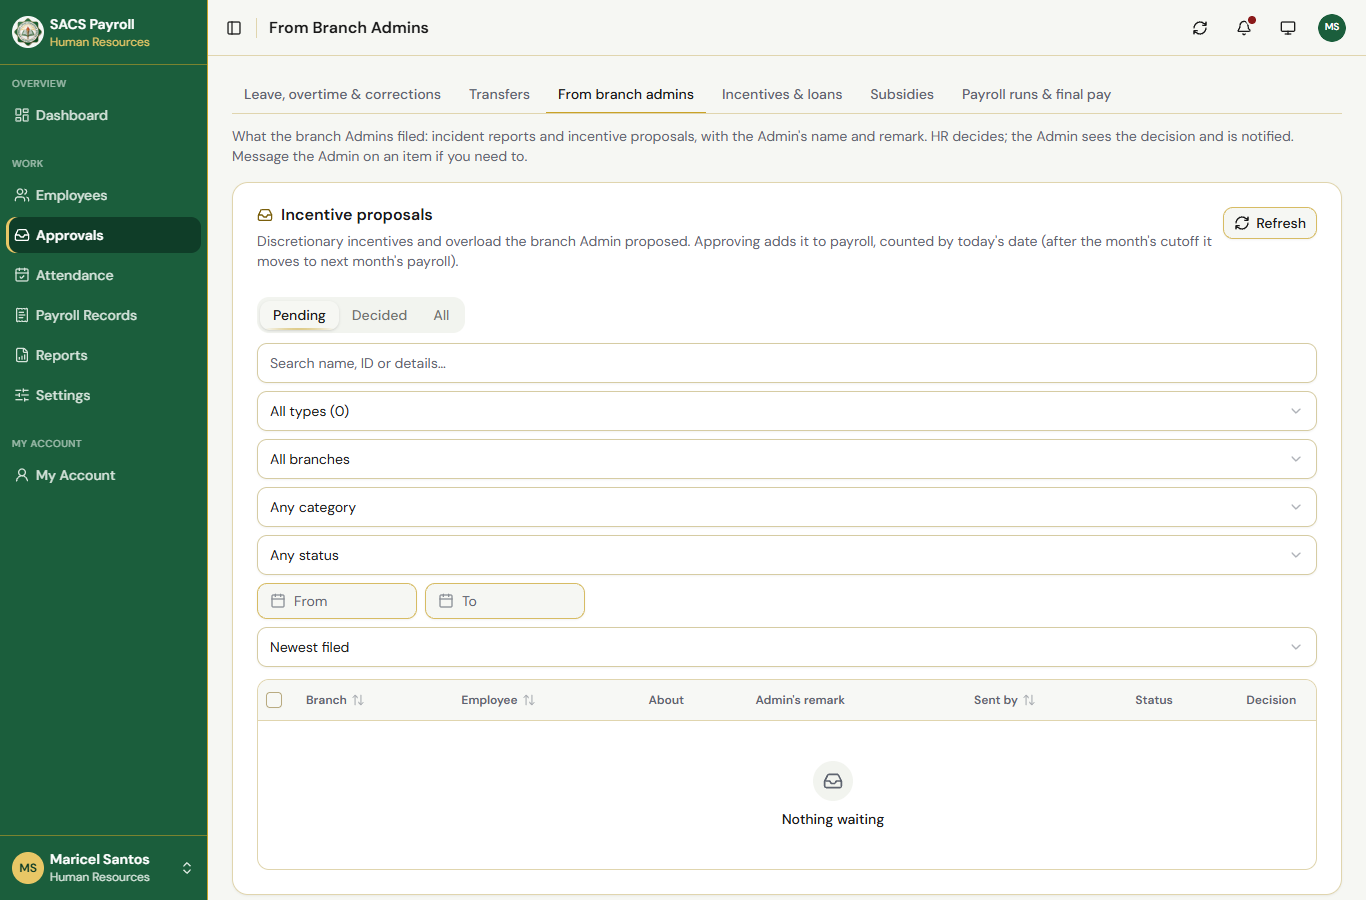 SACS Payroll
Human Resources
OVERVIEW
Dashboard
WORK
Employees
Approvals
Attendance
Payroll Records
Reports
Settings
MY ACCOUNT
My Account
MS
Maricel Santos
Human Resources
From Branch Admins
MS
Leave, overtime & corrections
Transfers
From branch admins
Incentives & loans
Subsidies
Payroll runs & final pay
What the branch Admins filed: incident reports and incentive proposals, with the Admin's name and remark. HR decides; the Admin sees the decision and is notified.
Message the Admin on an item if you need to.
Incentive proposals
Discretionary incentives and overload the branch Admin proposed. Approving adds it to payroll, counted by today's date (after the month's cutoff it
moves to next month's payroll).
Refresh
Pending
Decided
All
Search name, ID or details...
All types (0)
All branches
Any category
Any status
From
To
Newest filed
Branch
Employee
About
Admin's remark
Sent by
Status
Decision
Nothing waiting